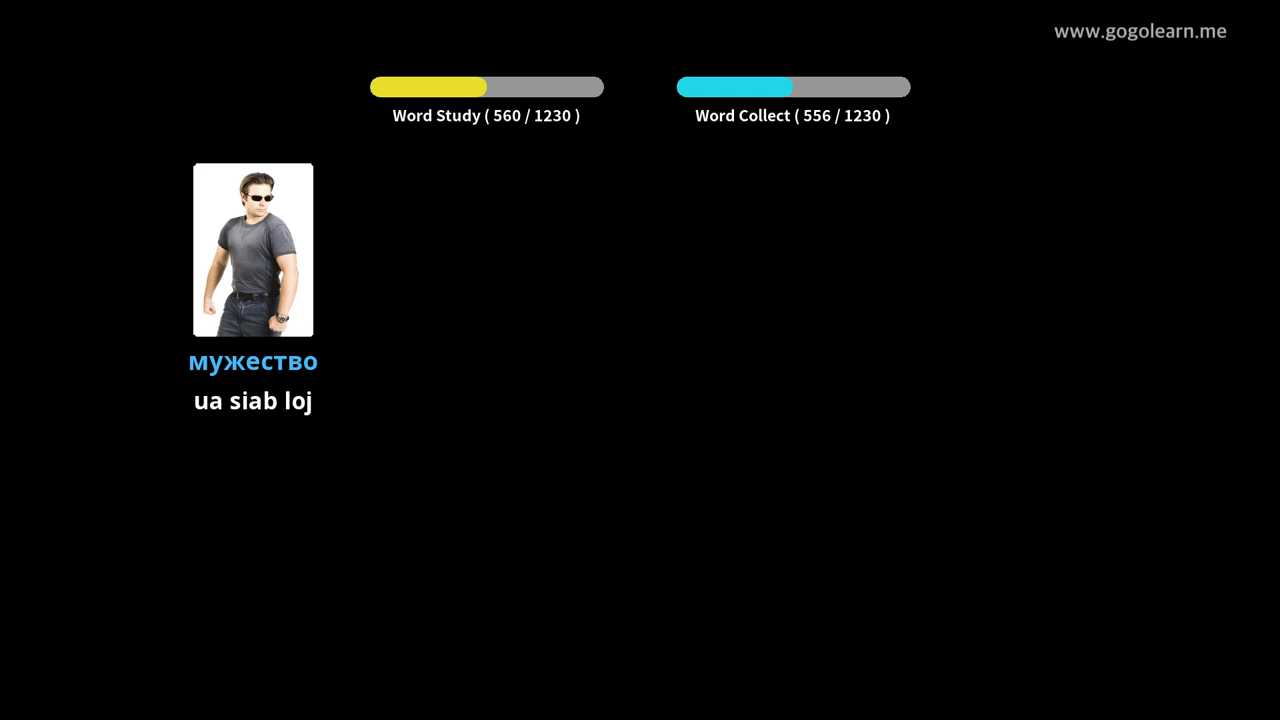 www.gogolearn.me
Word Study ( 560 / 1230 )
Word Collect ( 556 / 1230 )
мужество
ua siab loj